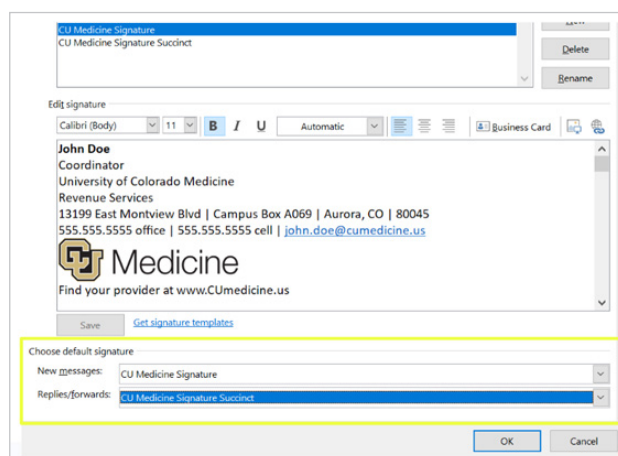 CU Medicine Signature
CU Medicine Signature Succinct
Delete
Rename
Edit signature
Calibri (Body) 11 B I U Automatic Business Card
John Doe
Coordinator
University of Colorado Medicine
Revenue Services
13199 East Montview Blvd | Campus Box A069 | Aurora, CO | 80045
555.555.5555 office | 555.555.5555 cell | john.doe@cumedicine.us
CU Medicine
Find your provider at www.CUmedicine.us
Save Get signature templates
Choose default signature
New messages: CU Medicine Signature
Replies/forwards: CU Medicine Signature Succinct
OK Cancel